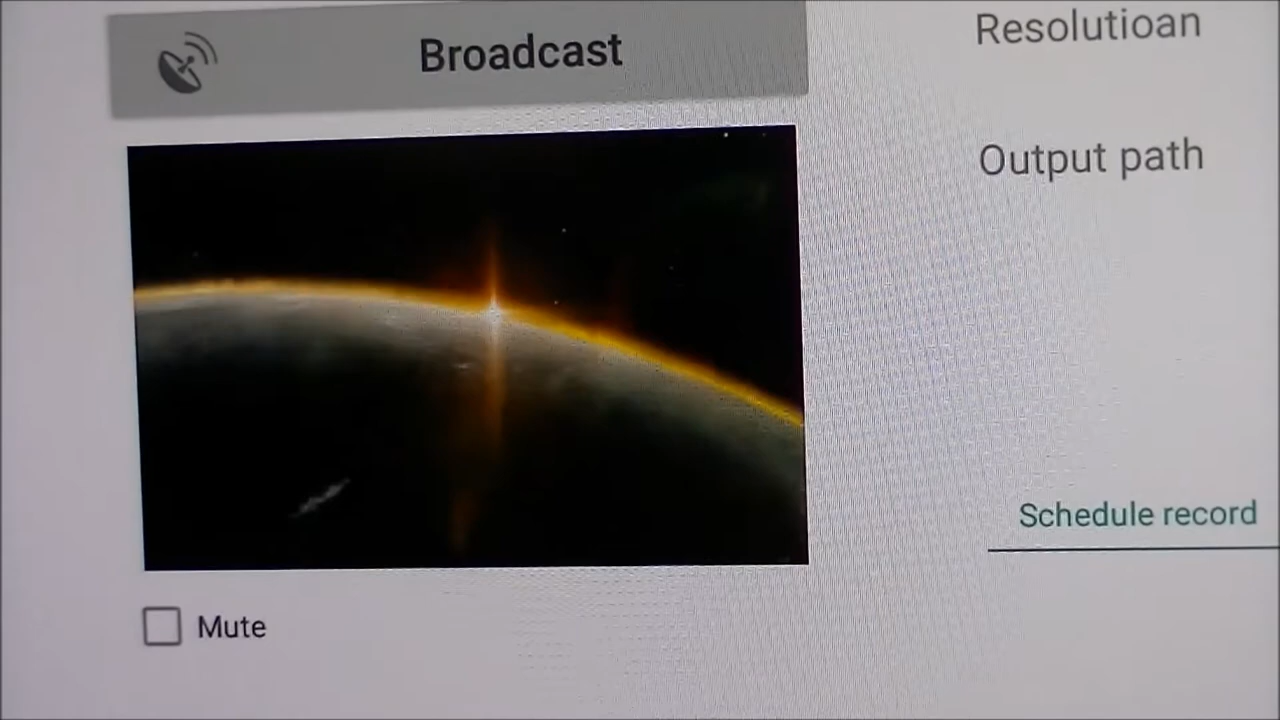 Broadcast
Resolutioan
Output path
Schedule record
Mute